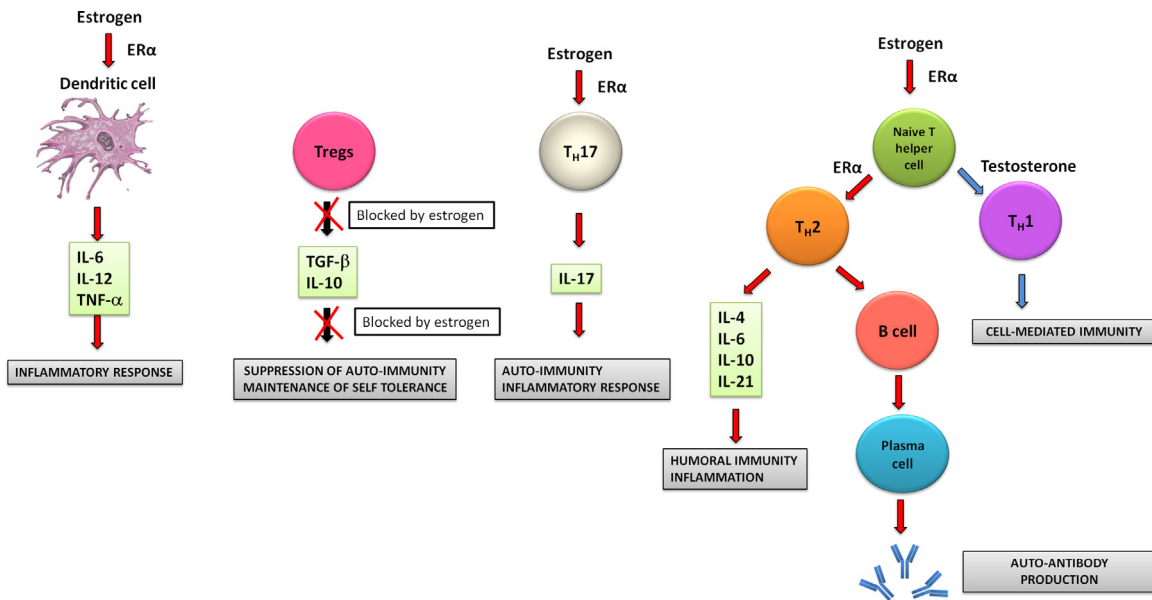 Estrogen
ERα
Dendritic cell
IL-6
IL-12
TNF-α
INFLAMMATORY RESPONSE
Tregs
Blocked by estrogen
TGF-β
IL-10
Blocked by estrogen
SUPPRESSION OF AUTO-IMMUNITY
MAINTENANCE OF SELF TOLERANCE
Estrogen
ERα
TH17
IL-17
AUTO-IMMUNITY
INFLAMMATORY RESPONSE
Estrogen
ERα
Naive T
helper
cell
ERα
Testosterone
TH2
TH1
IL-4
IL-6
IL-10
IL-21
HUMORAL IMMUNITY
INFLAMMATION
B cell
CELL-MEDIATED IMMUNITY
Plasma
cell
AUTO-ANTIBODY
PRODUCTION